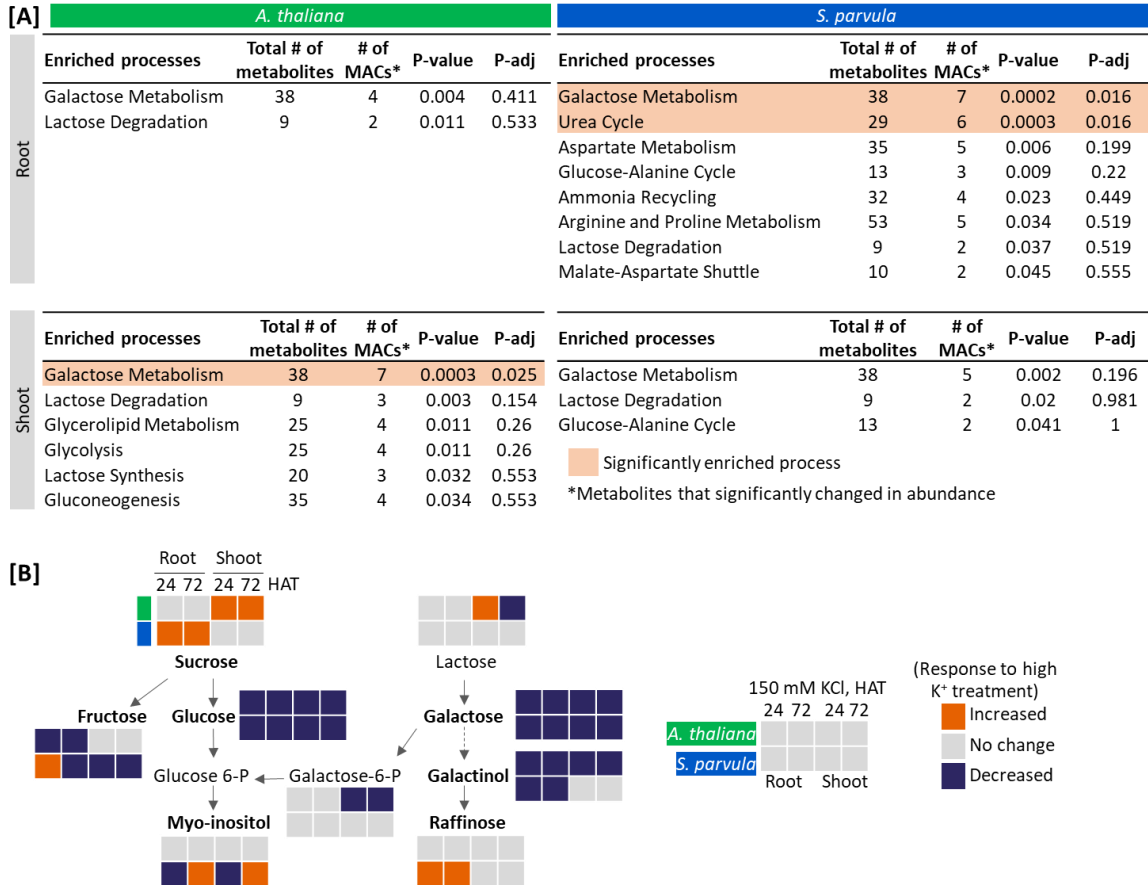 [A]
A. thaliana
S. parvula
Root
Enriched processes Total # of metabolites # of MACs* P-value P-adj
Galactose Metabolism 38 4 0.004 0.411
Lactose Degradation 9 2 0.011 0.533
Enriched processes Total # of metabolites # of MACs* P-value P-adj
Galactose Metabolism 38 7 0.0002 0.016
Urea Cycle 29 6 0.0003 0.016
Aspartate Metabolism 35 5 0.006 0.199
Glucose-Alanine Cycle 13 3 0.009 0.22
Ammonia Recycling 32 4 0.023 0.449
Arginine and Proline Metabolism 53 5 0.034 0.519
Lactose Degradation 9 2 0.037 0.519
Malate-Aspartate Shuttle 10 2 0.045 0.555
Shoot
Enriched processes Total # of metabolites # of MACs* P-value P-adj
Galactose Metabolism 38 7 0.0003 0.025
Lactose Degradation 9 3 0.003 0.154
Glycerolipid Metabolism 25 4 0.011 0.26
Glycolysis 25 4 0.011 0.26
Lactose Synthesis 20 3 0.032 0.553
Gluconeogenesis 35 4 0.034 0.553
Enriched processes Total # of metabolites # of MACs* P-value P-adj
Galactose Metabolism 38 5 0.002 0.196
Lactose Degradation 9 2 0.02 0.981
Glucose-Alanine Cycle 13 2 0.041 1
Significantly enriched process
*Metabolites that significantly changed in abundance
[B]
Root Shoot
24 72 24 72 HAT
Sucrose
Lactose
Fructose
Glucose
Galactose
Glucose 6-P
Galactose-6-P
Galactinol
Myo-inositol
Raffinose
150 mM KCl, HAT
24 72 24 72
A. thaliana
S. parvula
Root Shoot
(Response to high
K⁺ treatment)
Increased
No change
Decreased